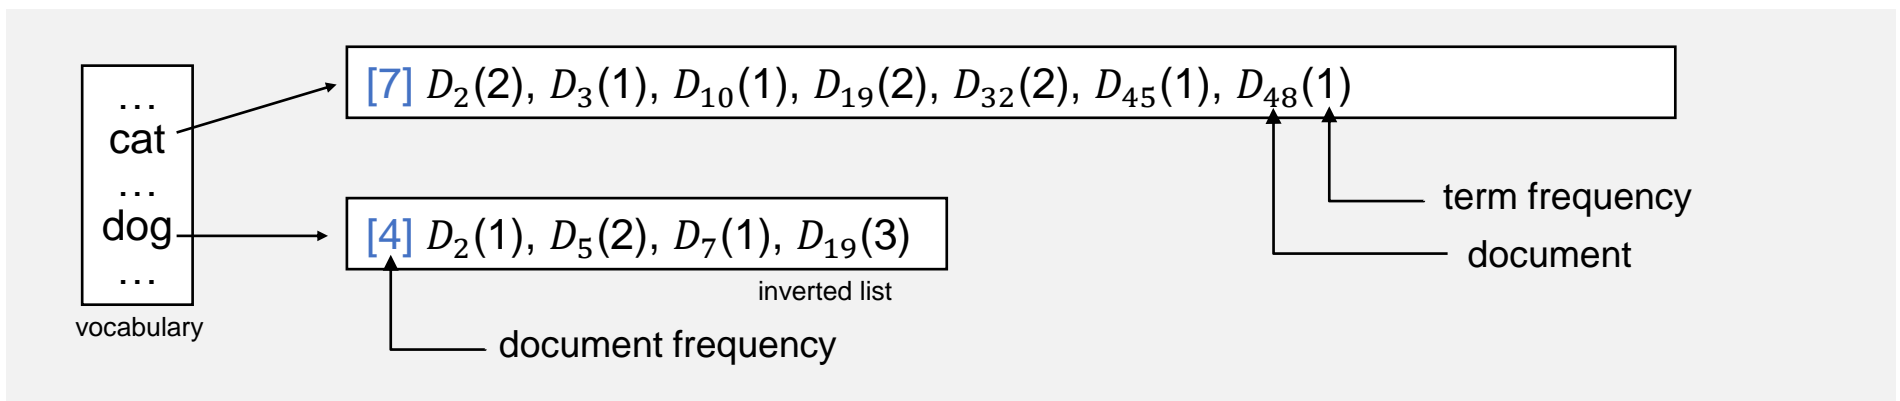 …
cat
…
dog
…
vocabulary
[7] D₂(2), D₃(1), D₁₀(1), D₁₉(2), D₃₂(2), D₄₅(1), D₄₈(1)
[4] D₂(1), D₅(2), D₇(1), D₁₉(3)
inverted list
document frequency
term frequency
document